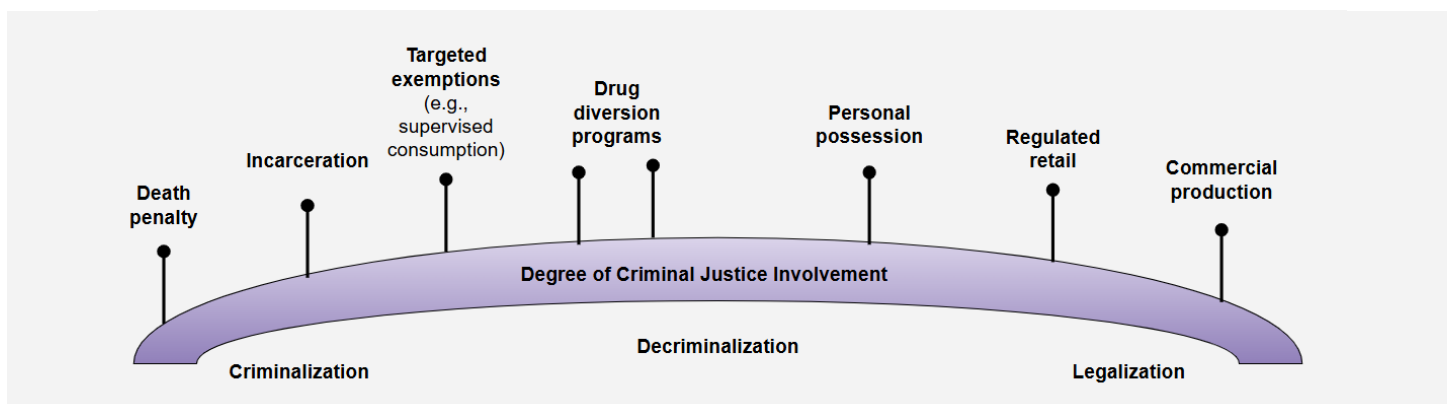 Death
penalty
Incarceration
Targeted
exemptions
(e.g.,
supervised
consumption)
Drug
diversion
programs
Personal
possession
Regulated
retail
Commercial
production
Degree of Criminal Justice Involvement
Criminalization
Decriminalization
Legalization